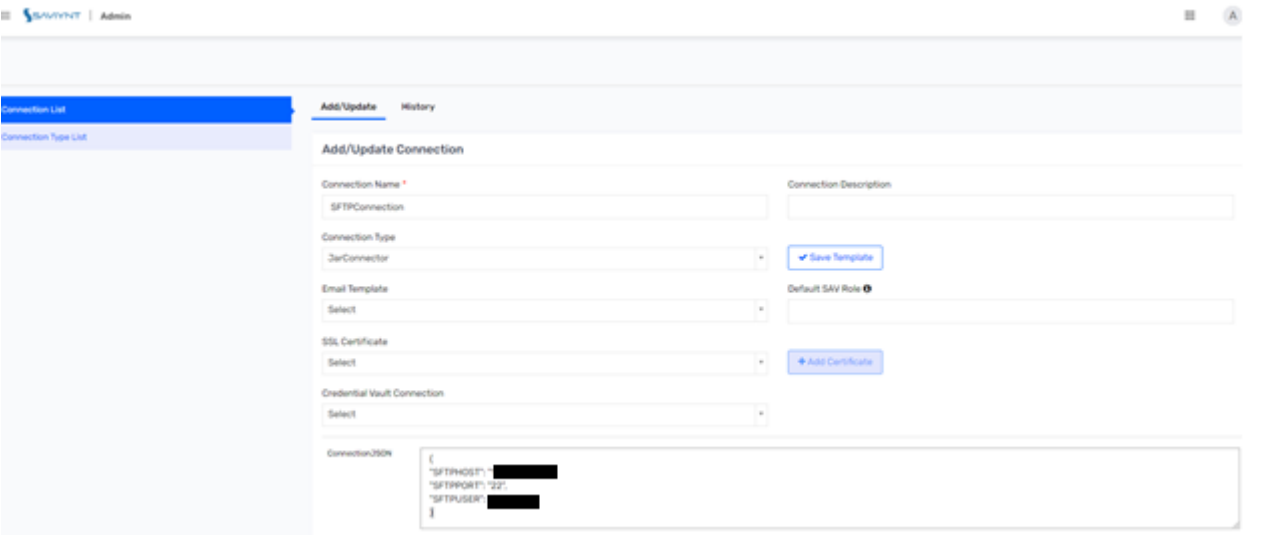 SAVIYNT | Admin
A
Connection List
Connection Type List
Add/Update History
Add/Update Connection
Connection Name *
Connection Description
SFTPConnection
Connection Type
JarConnector
Save Template
Email Template
Default SAV Role
Select
SSL Certificate
Select
+ Add Certificate
Credential Vault Connection
Select
ConnectionJSON
{
"SFTPHOST": "
"SFTPPORT": "22",
"SFTPUSER":
}